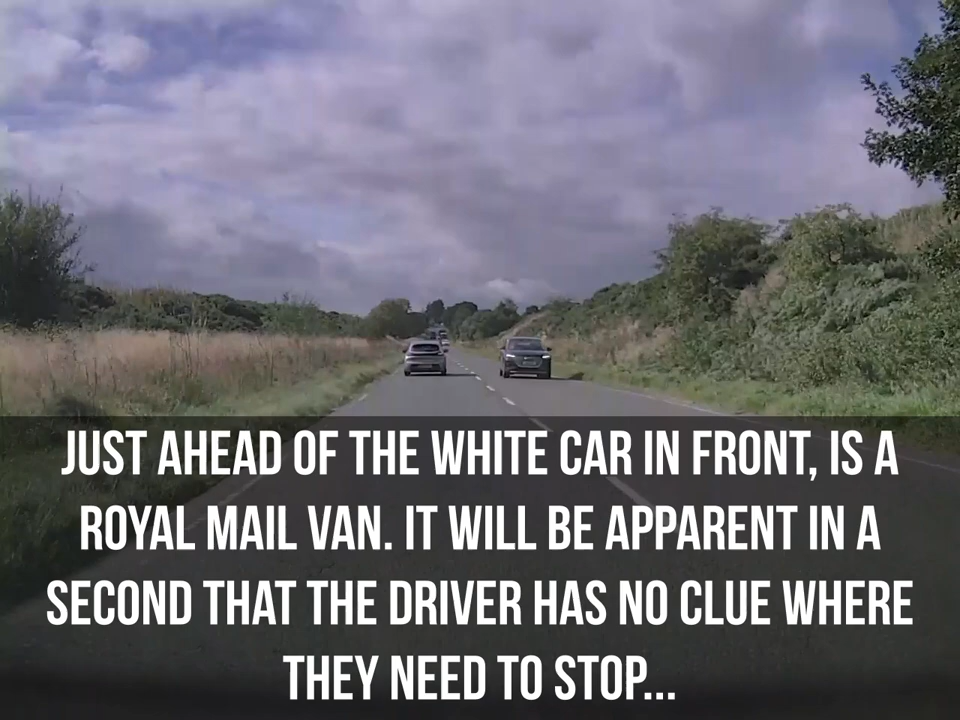 JUST AHEAD OF THE WHITE CAR IN FRONT, IS A
ROYAL MAIL VAN. IT WILL BE APPARENT IN A
SECOND THAT THE DRIVER HAS NO CLUE WHERE
THEY NEED TO STOP...